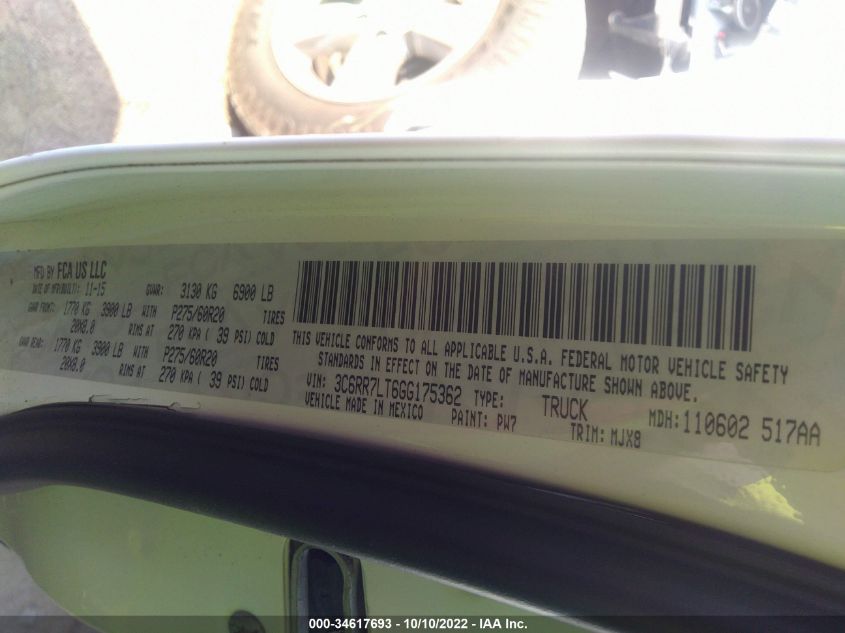 MFD BY FCA US LLC
DATE OF MFR(BUILT): 11-15 GVWR: 3130 KG 6900 LB
GAWR FRONT: 1770 KG 3900 LB WITH P275/60R20 TIRES
20X8.0 RIMS AT 270 KPA ( 39 PSI) COLD
GAWR REAR: 1770 KG 3900 LB WITH P275/60R20 TIRES
20X8.0 RIMS AT 270 KPA ( 39 PSI) COLD
THIS VEHICLE CONFORMS TO ALL APPLICABLE U.S.A. FEDERAL MOTOR VEHICLE SAFETY
STANDARDS IN EFFECT ON THE DATE OF MANUFACTURE SHOWN ABOVE.
VIN: 3C6RR7LT6GG175362 TYPE: TRUCK MDH: 110602 517AA
VEHICLE MADE IN MEXICO PAINT: PW7 TRIM: MJX8
000-34617693 - 10/10/2022 - IAA Inc.